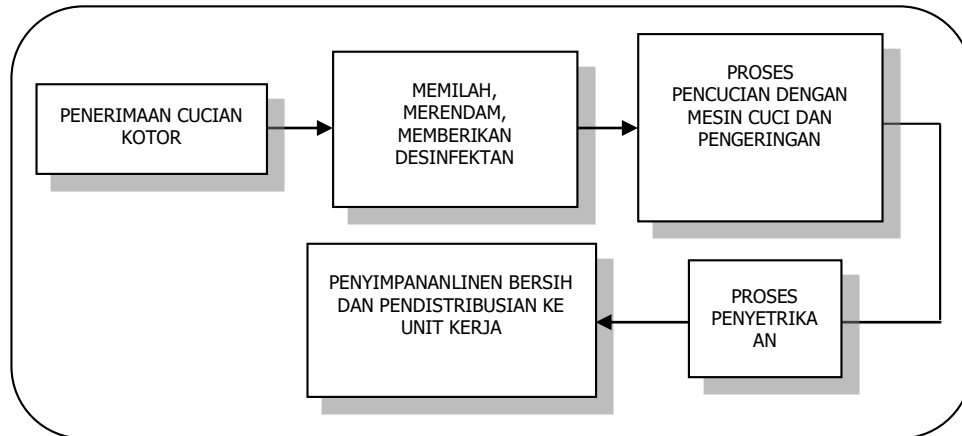 PENERIMAAN CUCIAN
KOTOR
MEMILAH,
MERENDAM,
MEMBERIKAN
DESINFEKTAN
PROSES
PENCUCIAN DENGAN
MESIN CUCI DAN
PENGERINGAN
PROSES
PENYETRIKA
AN
PENYIMPANANLINEN BERSIH
DAN PENDISTRIBUSIAN KE
UNIT KERJA